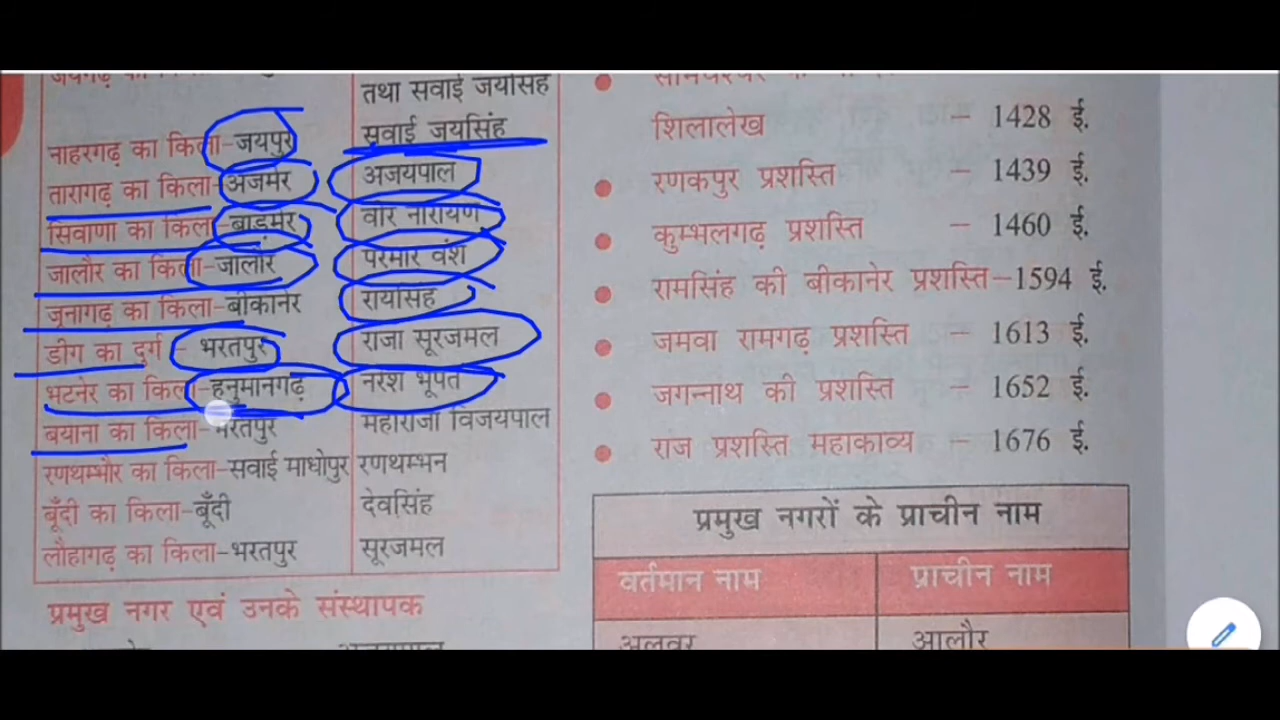 तथा सवाई जयसिंह
नाहरगढ़ का किला-जयपुर सवाई जयसिंह
तारागढ़ का किला-अजमेर अजयपाल
सिवाणा का किला-बाड़मेर वीर नारायण
जालौर का किला-जालौर परमार वंश
जूनागढ़ का किला-बीकानेर रायसिंह
डीग का दुर्ग - भरतपुर राजा सूरजमल
भटनेर का किला-हनुमानगढ़ नरेश भूपत
बयाना का किला-भरतपुर महाराजा विजयपाल
रणथम्भौर का किला-सवाई माधोपुर रणथम्भन
बूँदी का किला-बूँदी देवसिंह
लौहागढ़ का किला-भरतपुर सूरजमल
प्रमुख नगर एवं उनके संस्थापक
शिलालेख – 1428 ई.
• रणकपुर प्रशस्ति – 1439 ई.
• कुम्भलगढ़ प्रशस्ति – 1460 ई.
• रामसिंह की बीकानेर प्रशस्ति–1594 ई.
• जमवा रामगढ़ प्रशस्ति – 1613 ई.
• जगन्नाथ की प्रशस्ति – 1652 ई.
• राज प्रशस्ति महाकाव्य – 1676 ई.
प्रमुख नगरों के प्राचीन नाम
वर्तमान नाम प्राचीन नाम
अलवर आलौर